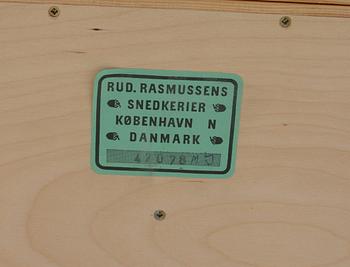 RUD. RASMUSSENS
SNEDKERIER
KØBENHAVN N
DANMARK